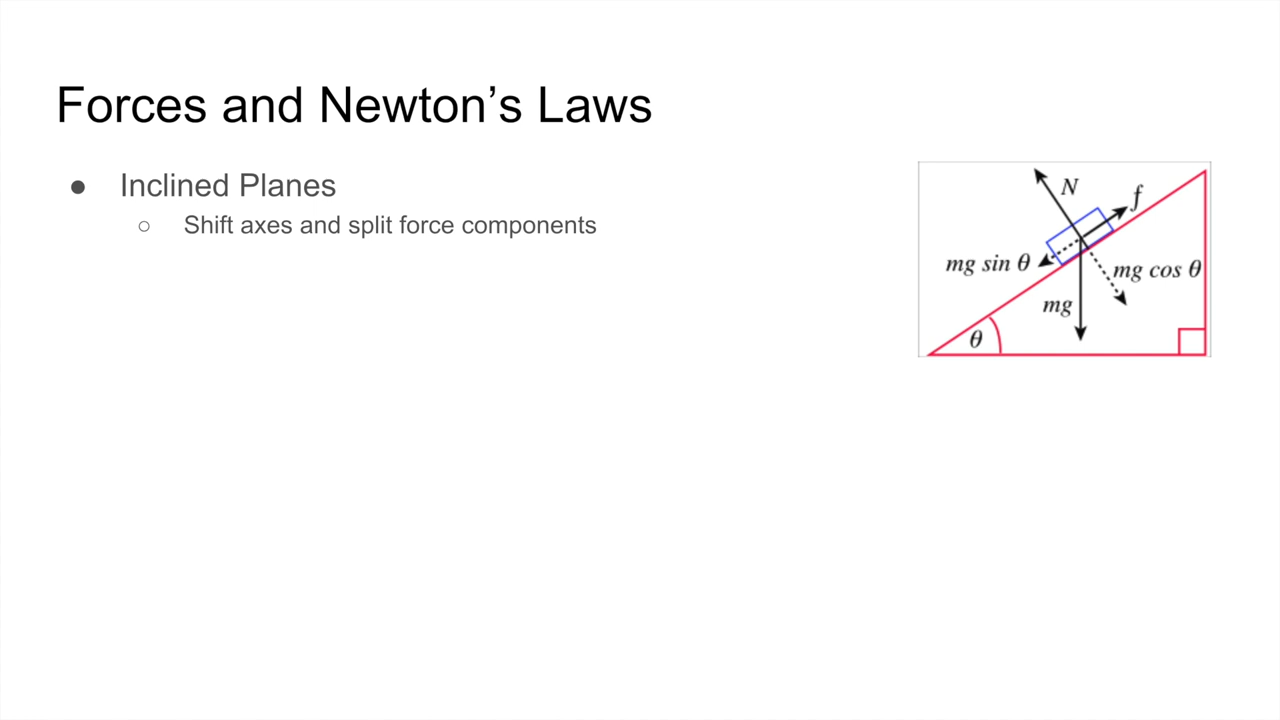 Forces and Newton’s Laws
● Inclined Planes
○ Shift axes and split force components
N
f
mg sin θ
mg cos θ
mg
θ